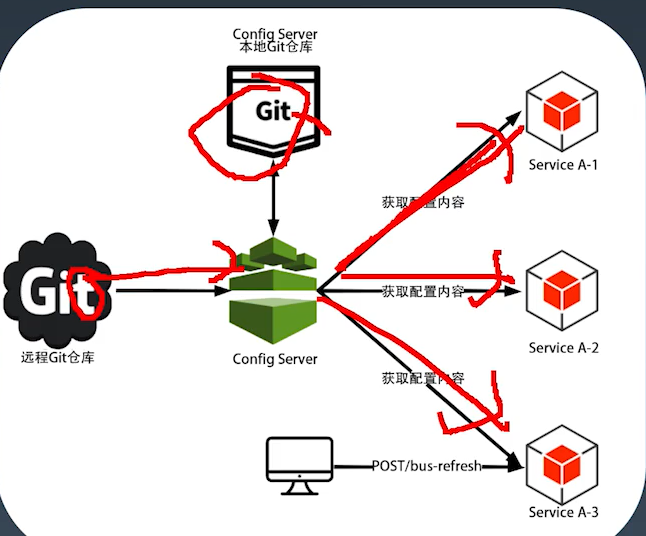 Config Server
本地Git仓库
Git
获取配置内容
Service A-1
Git
远程Git仓库
Config Server
获取配置内容
Service A-2
获取配置内容
POST/bus-refresh
Service A-3